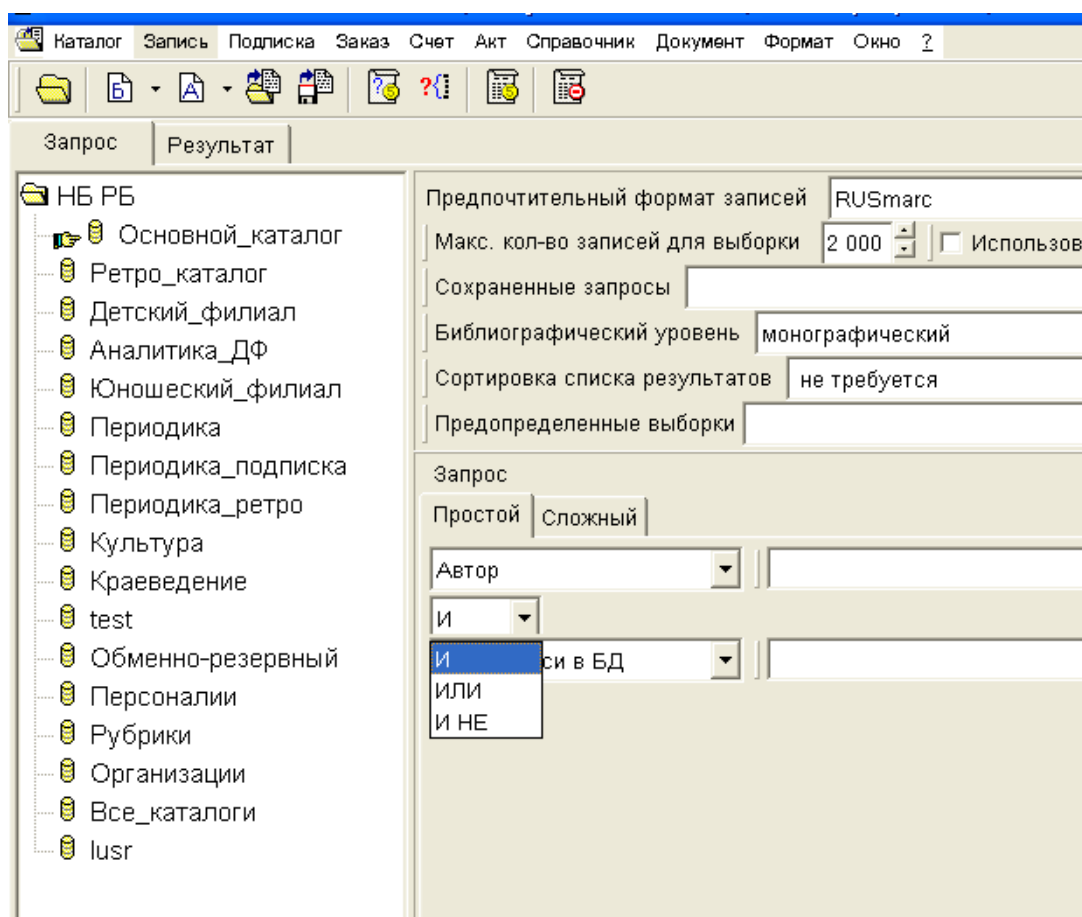 Каталог Запись Подписка Заказ Счет Акт Справочник Документ Формат Окно ?
Запрос Результат
НБ РБ
Основной_каталог
Ретро_каталог
Детский_филиал
Аналитика_ДФ
Юношеский_филиал
Периодика
Периодика_подписка
Периодика_ретро
Культура
Краеведение
test
Обменно-резервный
Персоналии
Рубрики
Организации
Все_каталоги
lusr
Предпочтительный формат записей RUSmarc
Макс. кол-во записей для выборки 2 000 Использов
Сохраненные запросы
Библиографический уровень монографический
Сортировка списка результатов не требуется
Предопределенные выборки
Запрос
Простой Сложный
Автор
И
И си в БД
ИЛИ
И НЕ